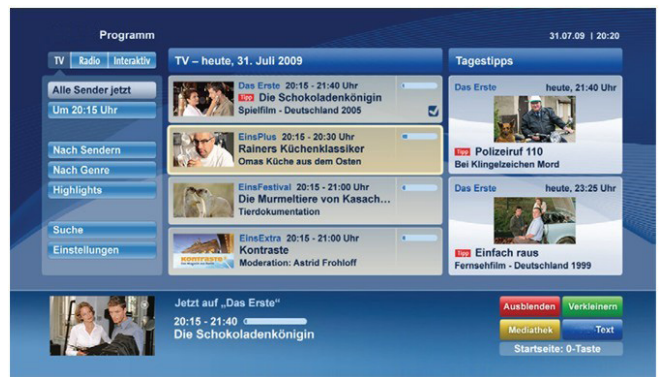 Programm
31.07.09 | 20:20
TV Radio Interaktiv
TV – heute, 31. Juli 2009
Tagestipps
Alle Sender jetzt
Um 20:15 Uhr
Nach Sendern
Nach Genre
Highlights
Suche
Einstellungen
Das Erste 20:15 - 21:40 Uhr
Tipp Die Schokoladenkönigin
Spielfilm - Deutschland 2005
EinsPlus 20:15 - 20:30 Uhr
Rainers Küchenklassiker
Omas Küche aus dem Osten
EinsFestival 20:15 - 21:00 Uhr
Die Murmeltiere von Kasach...
Tierdokumentation
kontraste
EinsExtra 20:15 - 21:00 Uhr
Kontraste
Moderation: Astrid Frohloff
Das Erste heute, 21:40 Uhr
Tipp Polizeiruf 110
Bei Klingelzeichen Mord
Das Erste heute, 23:25 Uhr
Tipp Einfach raus
Fernsehfilm - Deutschland 1999
Jetzt auf „Das Erste“
20:15 - 21:40
Die Schokoladenkönigin
Ausblenden Verkleinern
Mediathek Text
Startseite: 0-Taste